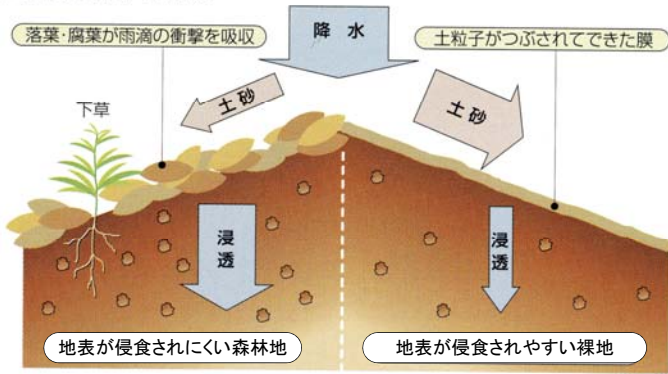 降水
落葉・腐葉が雨滴の衝撃を吸収
土粒子がつぶされてできた膜
下草
土砂
土砂
浸透
浸透
地表が侵食されにくい森林地
地表が侵食されやすい裸地